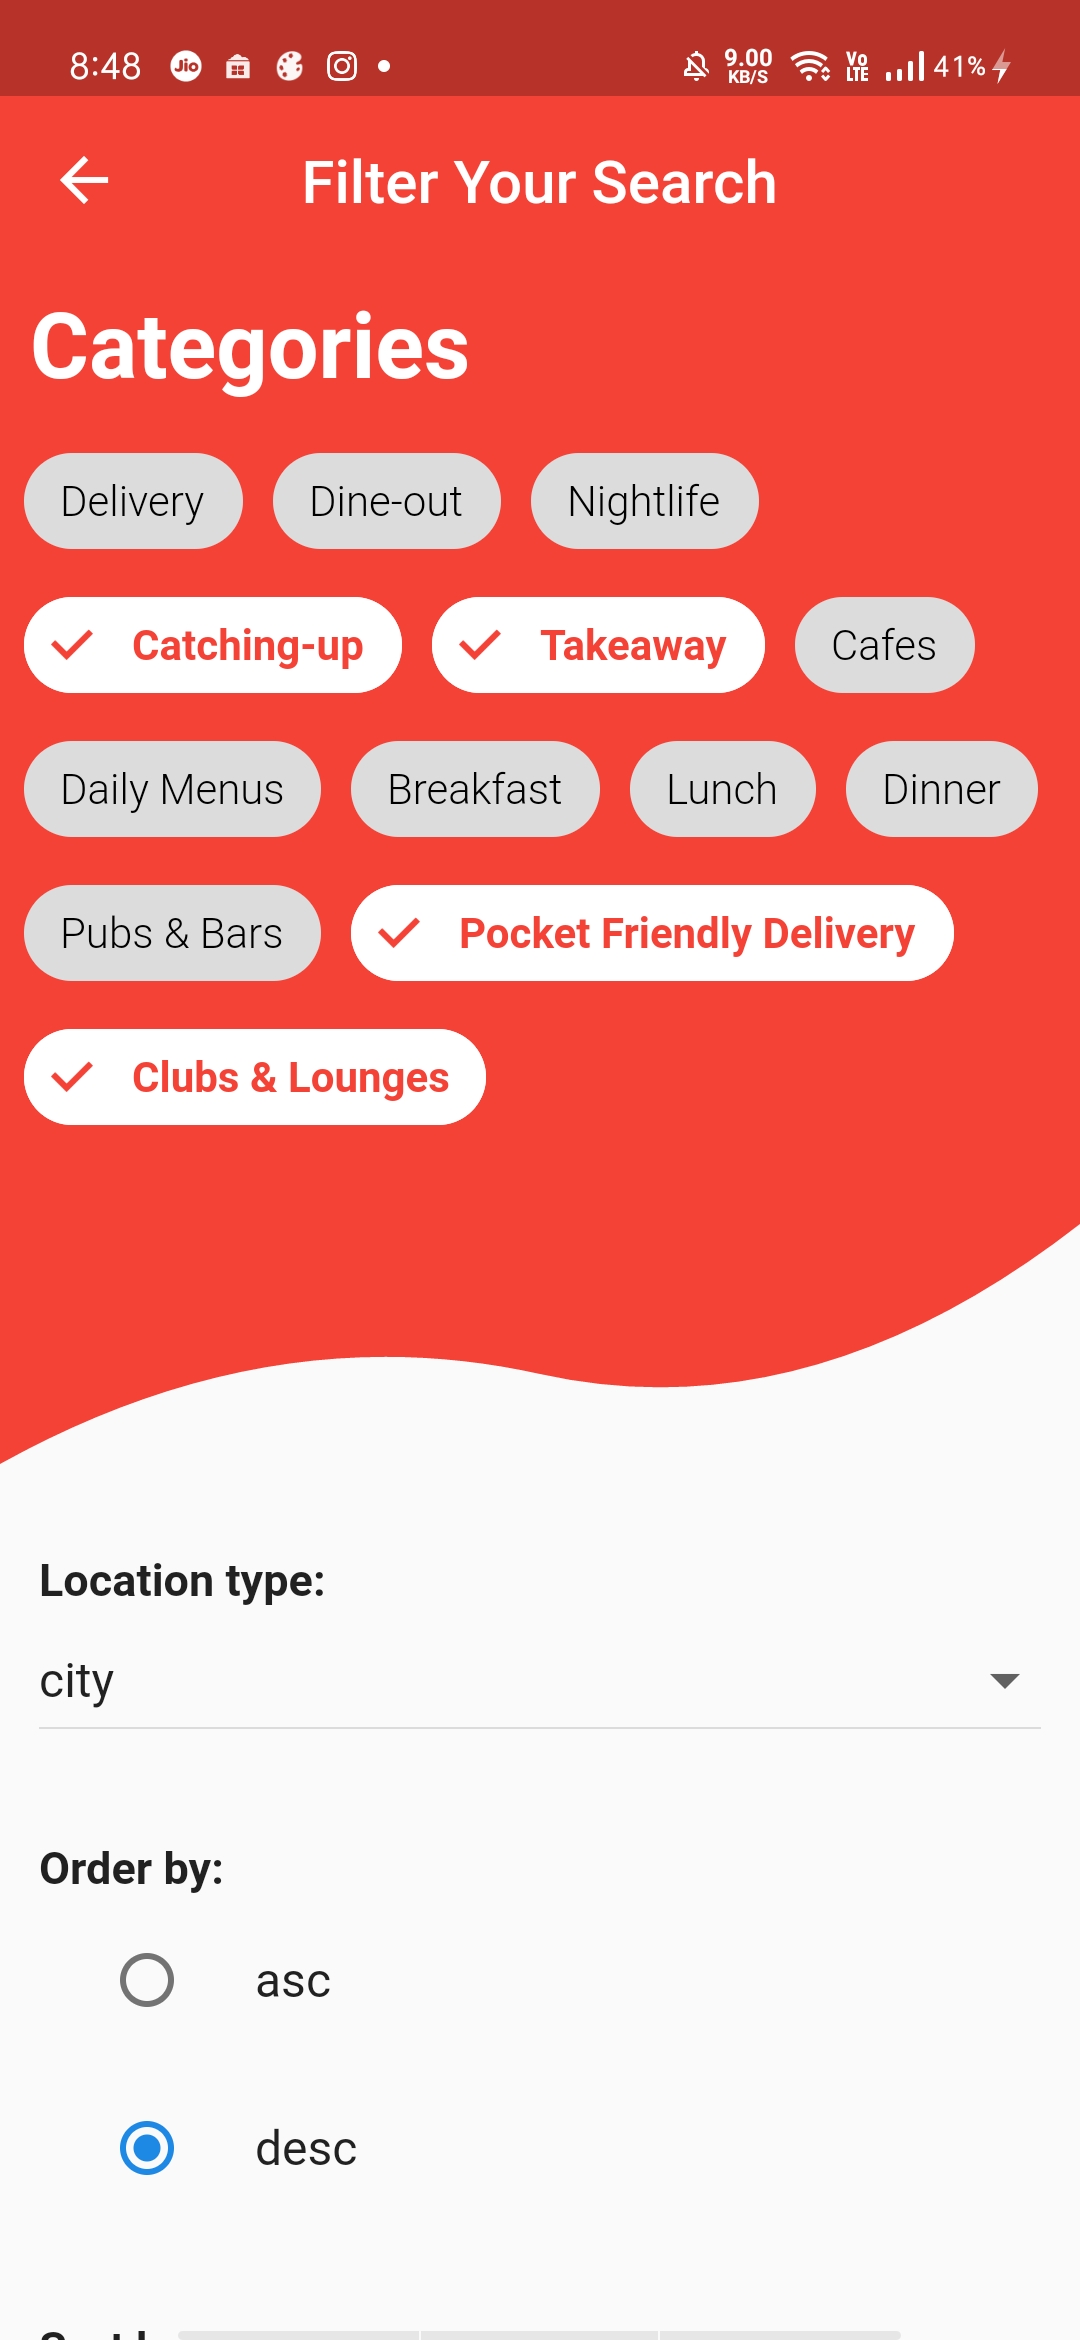 8:48 Jio 9.00 KB/S Vo LTE 41%
Filter Your Search
Categories
Delivery Dine-out Nightlife
Catching-up Takeaway Cafes
Daily Menus Breakfast Lunch Dinner
Pubs & Bars Pocket Friendly Delivery
Clubs & Lounges
Location type:
city
Order by:
asc
desc